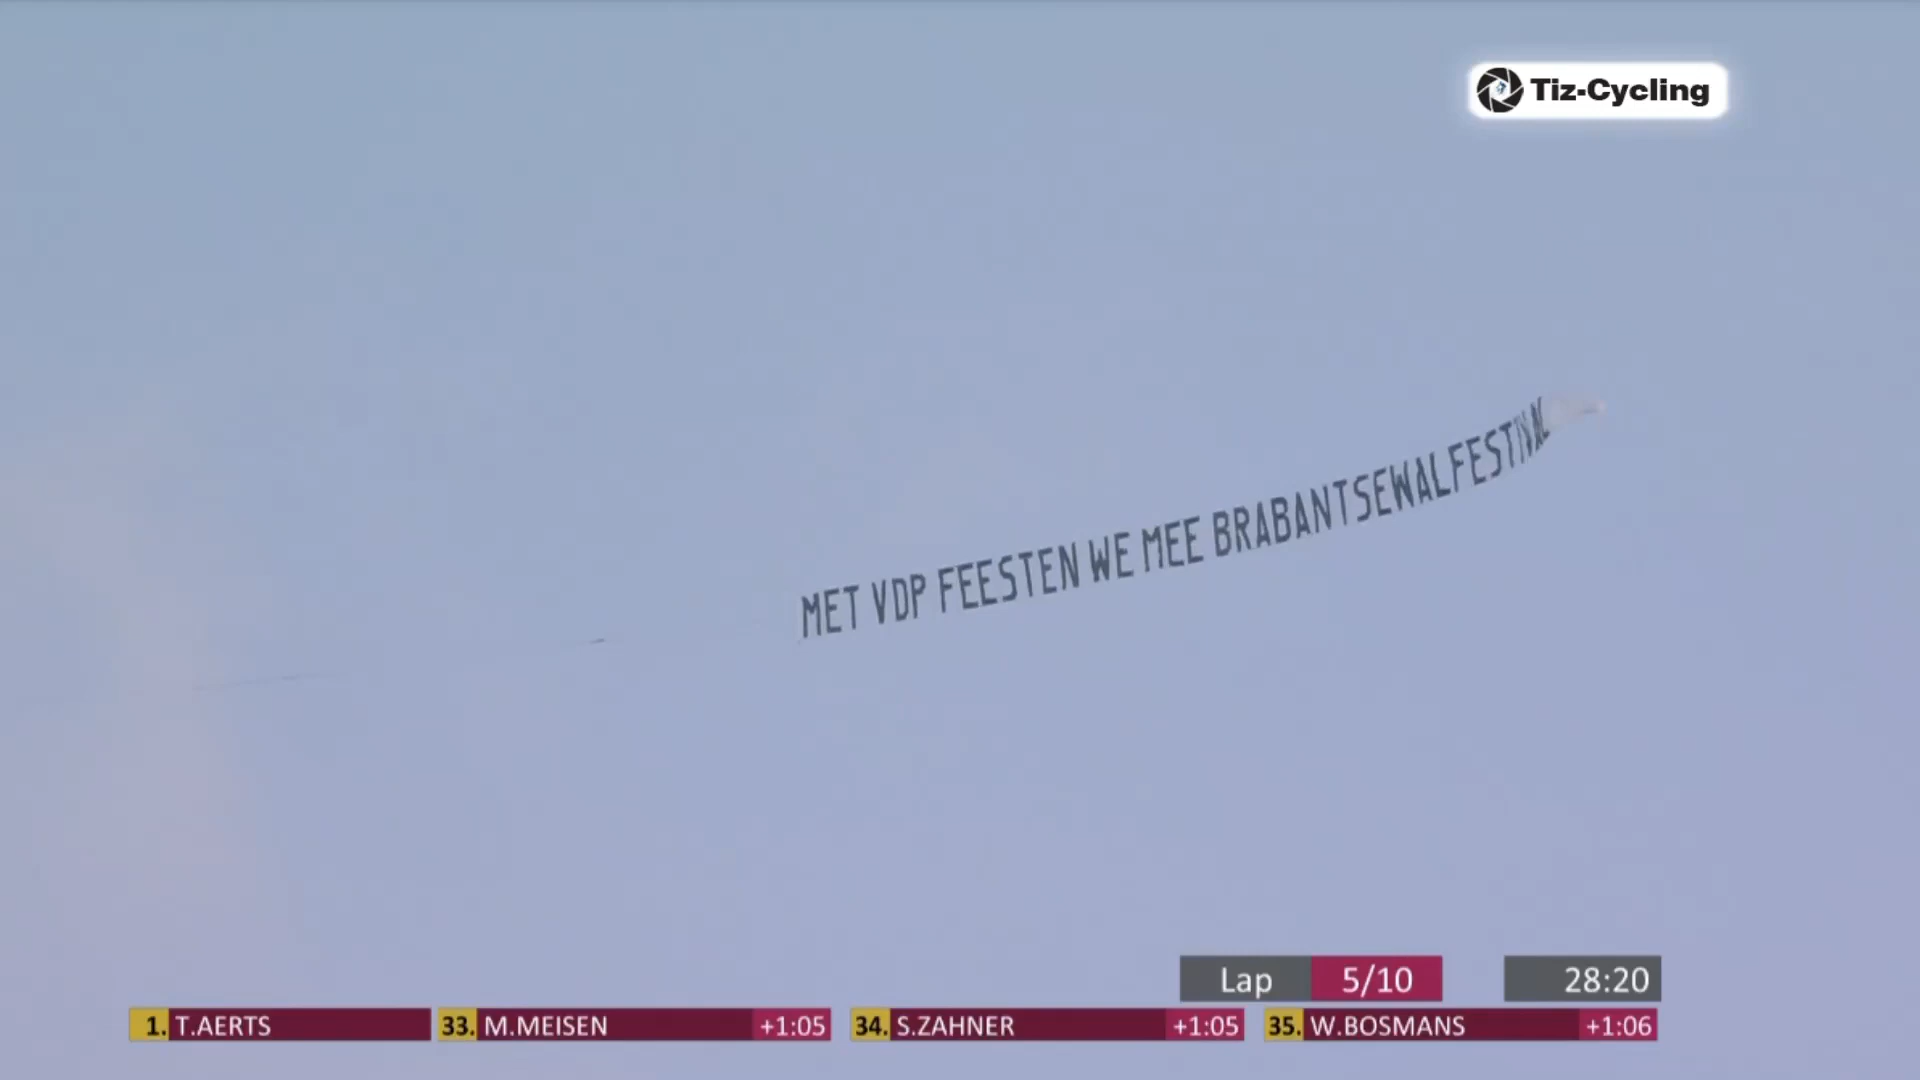 Tiz-Cycling
MET VDP FEESTEN WE MEE BRABANTSEWALFESTIVAL
Lap 5/10 28:20
1. T.AERTS 33. M.MEISEN +1:05 34. S.ZAHNER +1:05 35. W.BOSMANS +1:06